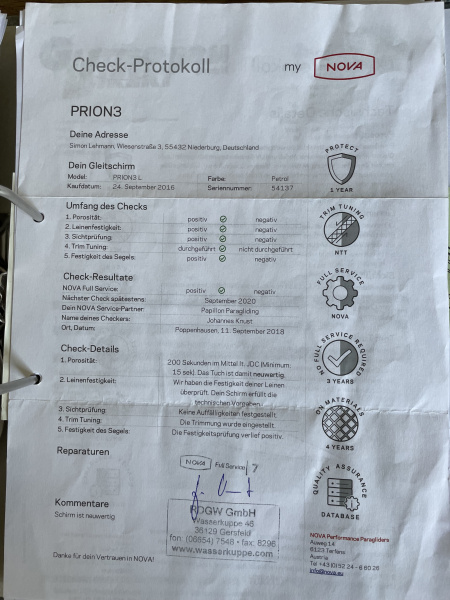 Check-Protokoll my NOVA
PRION3
Deine Adresse
Simon Lehmann, Wiesenstraße 3, 55432 Niederburg, Deutschland
PROTECT
1 YEAR
Dein Gleitschirm
Model: PRION3 L Farbe: Petrol
Kaufdatum: 24. September 2016 Seriennummer: 54137
Umfang des Checks
1. Porosität: positiv negativ
2. Leinenfestigkeit: positiv negativ
3. Sichtprüfung: positiv negativ
4. Trim Tuning: durchgeführt nicht durchgeführt
5. Festigkeit des Segels: positiv negativ
TRIM TUNING
NTT
Check-Resultate
NOVA Full Service: positiv negativ
Nächster Check spätestens: September 2020
Dein NOVA Service-Partner: Papillon Paragliding
Name deines Checkers: Johannes Knust
Ort, Datum: Poppenhausen, 11. September 2018
FULL SERVICE
NOVA
Check-Details
1. Porosität: 200 Sekunden im Mittel lt. JDC (Minimum:
15 sek). Das Tuch ist damit neuwertig.
2. Leinenfestigkeit: Wir haben die Festigkeit deiner Leinen
überprüft. Dein Schirm erfüllt die
technischen Vorgaben.
3. Sichtprüfung: Keine Auffälligkeiten festgestellt.
4. Trim Tuning: Die Trimmung wurde eingestellt.
5. Festigkeit des Segels: Die Festigkeitsprüfung verlief positiv.
NO FULL SERVICE REQUIRED
3 YEARS
ON MATERIALS
4 YEARS
Reparaturen
NOVA Full Service
QUALITY ASSURANCE
DATABASE
Kommentare
Schirm ist neuwertig
RDGW GmbH
Wasserkuppe 46
36129 Gersfeld
fon: (06654) 7548 • fax: 8296
www.wasserkuppe.com
Danke für dein Vertrauen in NOVA!
NOVA Performance Paragliders
Auweg 14
6123 Terfens
Austria
Tel +43 (0) 52 24 - 6 60 26
info@nova.eu